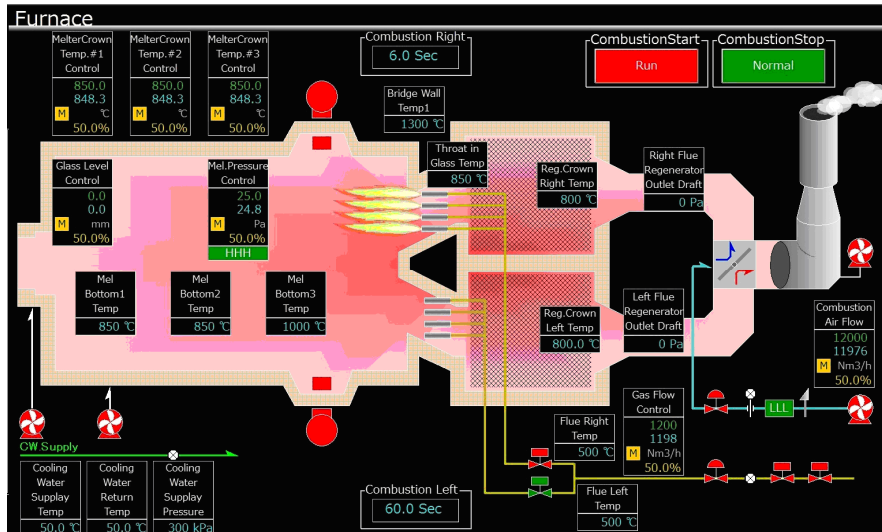 Furnace
MelterCrown
Temp.#1
Control
850.0
848.3
M ℃
50.0%
MelterCrown
Temp.#2
Control
850.0
848.3
M ℃
50.0%
MelterCrown
Temp.#3
Control
850.0
848.3
M ℃
50.0%
Combustion Right
6.0 Sec
CombustionStart
Run
CombustionStop
Normal
Bridge Wall
Temp1
1300 ℃
Throat in
Glass Temp
850 ℃
Glass Level
Control
0.0
0.0
mm
M
50.0%
Mel.Pressure
Control
25.0
24.8
M Pa
50.0%
HHH
Reg.Crown
Right Temp
800 ℃
Right Flue
Regenerator
Outlet Draft
0 Pa
Mel
Bottom1
Temp
850 ℃
Mel
Bottom2
Temp
850 ℃
Mel
Bottom3
Temp
1000 ℃
Reg.Crown
Left Temp
800.0 ℃
Left Flue
Regenerator
Outlet Draft
0 Pa
Combustion
Air Flow
12000
11976
M Nm3/h
50.0%
LLL
Gas Flow
Control
1200
1198
M Nm3/h
50.0%
Flue Right
Temp
500 ℃
Flue Left
Temp
500 ℃
CW Supply
Cooling
Water
Supplay
Temp
50.0 ℃
Cooling
Water
Return
Temp
50.0 ℃
Cooling
Water
Supplay
Pressure
300 kPa
Combustion Left
60.0 Sec